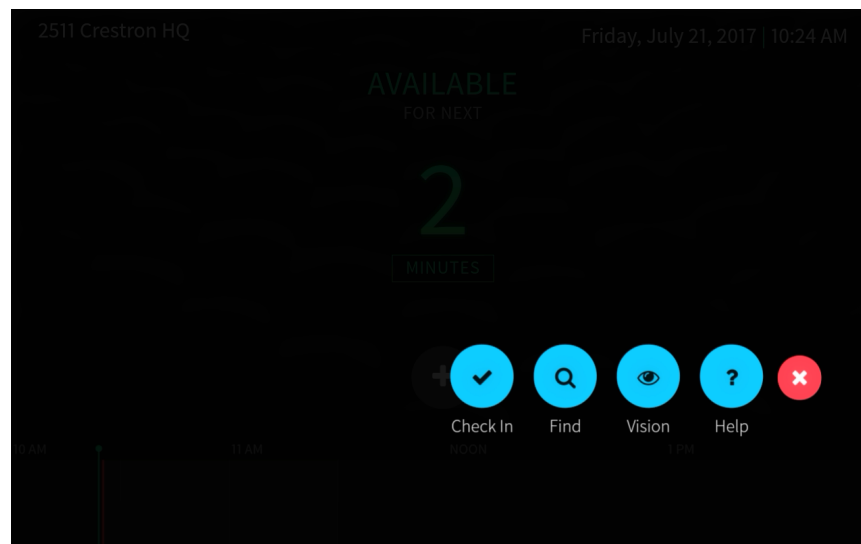 2511 Crestron HQ
Friday, July 21, 2017 | 10:24 AM
AVAILABLE
FOR NEXT
2
MINUTES
Check In Find Vision Help
10 AM 11 AM NOON 1 PM